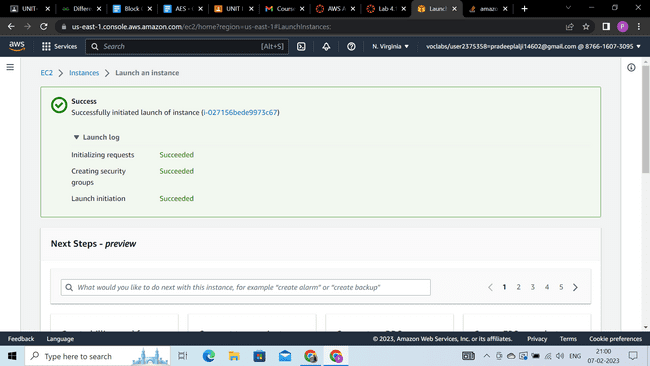 UNIT-
Differe
Block
AES -
UNIT I
Cours
AWS A
Lab 4
Launc
amazo
us-east-1.console.aws.amazon.com/ec2/home?region=us-east-1#LaunchInstances:
P
aws
Services
Search
[Alt+S]
N. Virginia
voclabs/user2375358=pradeeplalji14602@gmail.com @ 8766-1607-3095
EC2
Instances
Launch an instance
Success
Successfully initiated launch of instance (i-027156bede9973c67)
Launch log
Initializing requests Succeeded
Creating security groups Succeeded
Launch initiation Succeeded
Next Steps - preview
What would you like to do next with this instance, for example "create alarm" or "create backup"
1 2 3 4 5
Feedback
Language
© 2023, Amazon Web Services, Inc. or its affiliates.
Privacy
Terms
Cookie preferences
Type here to search
ENG
21:00
07-02-2023